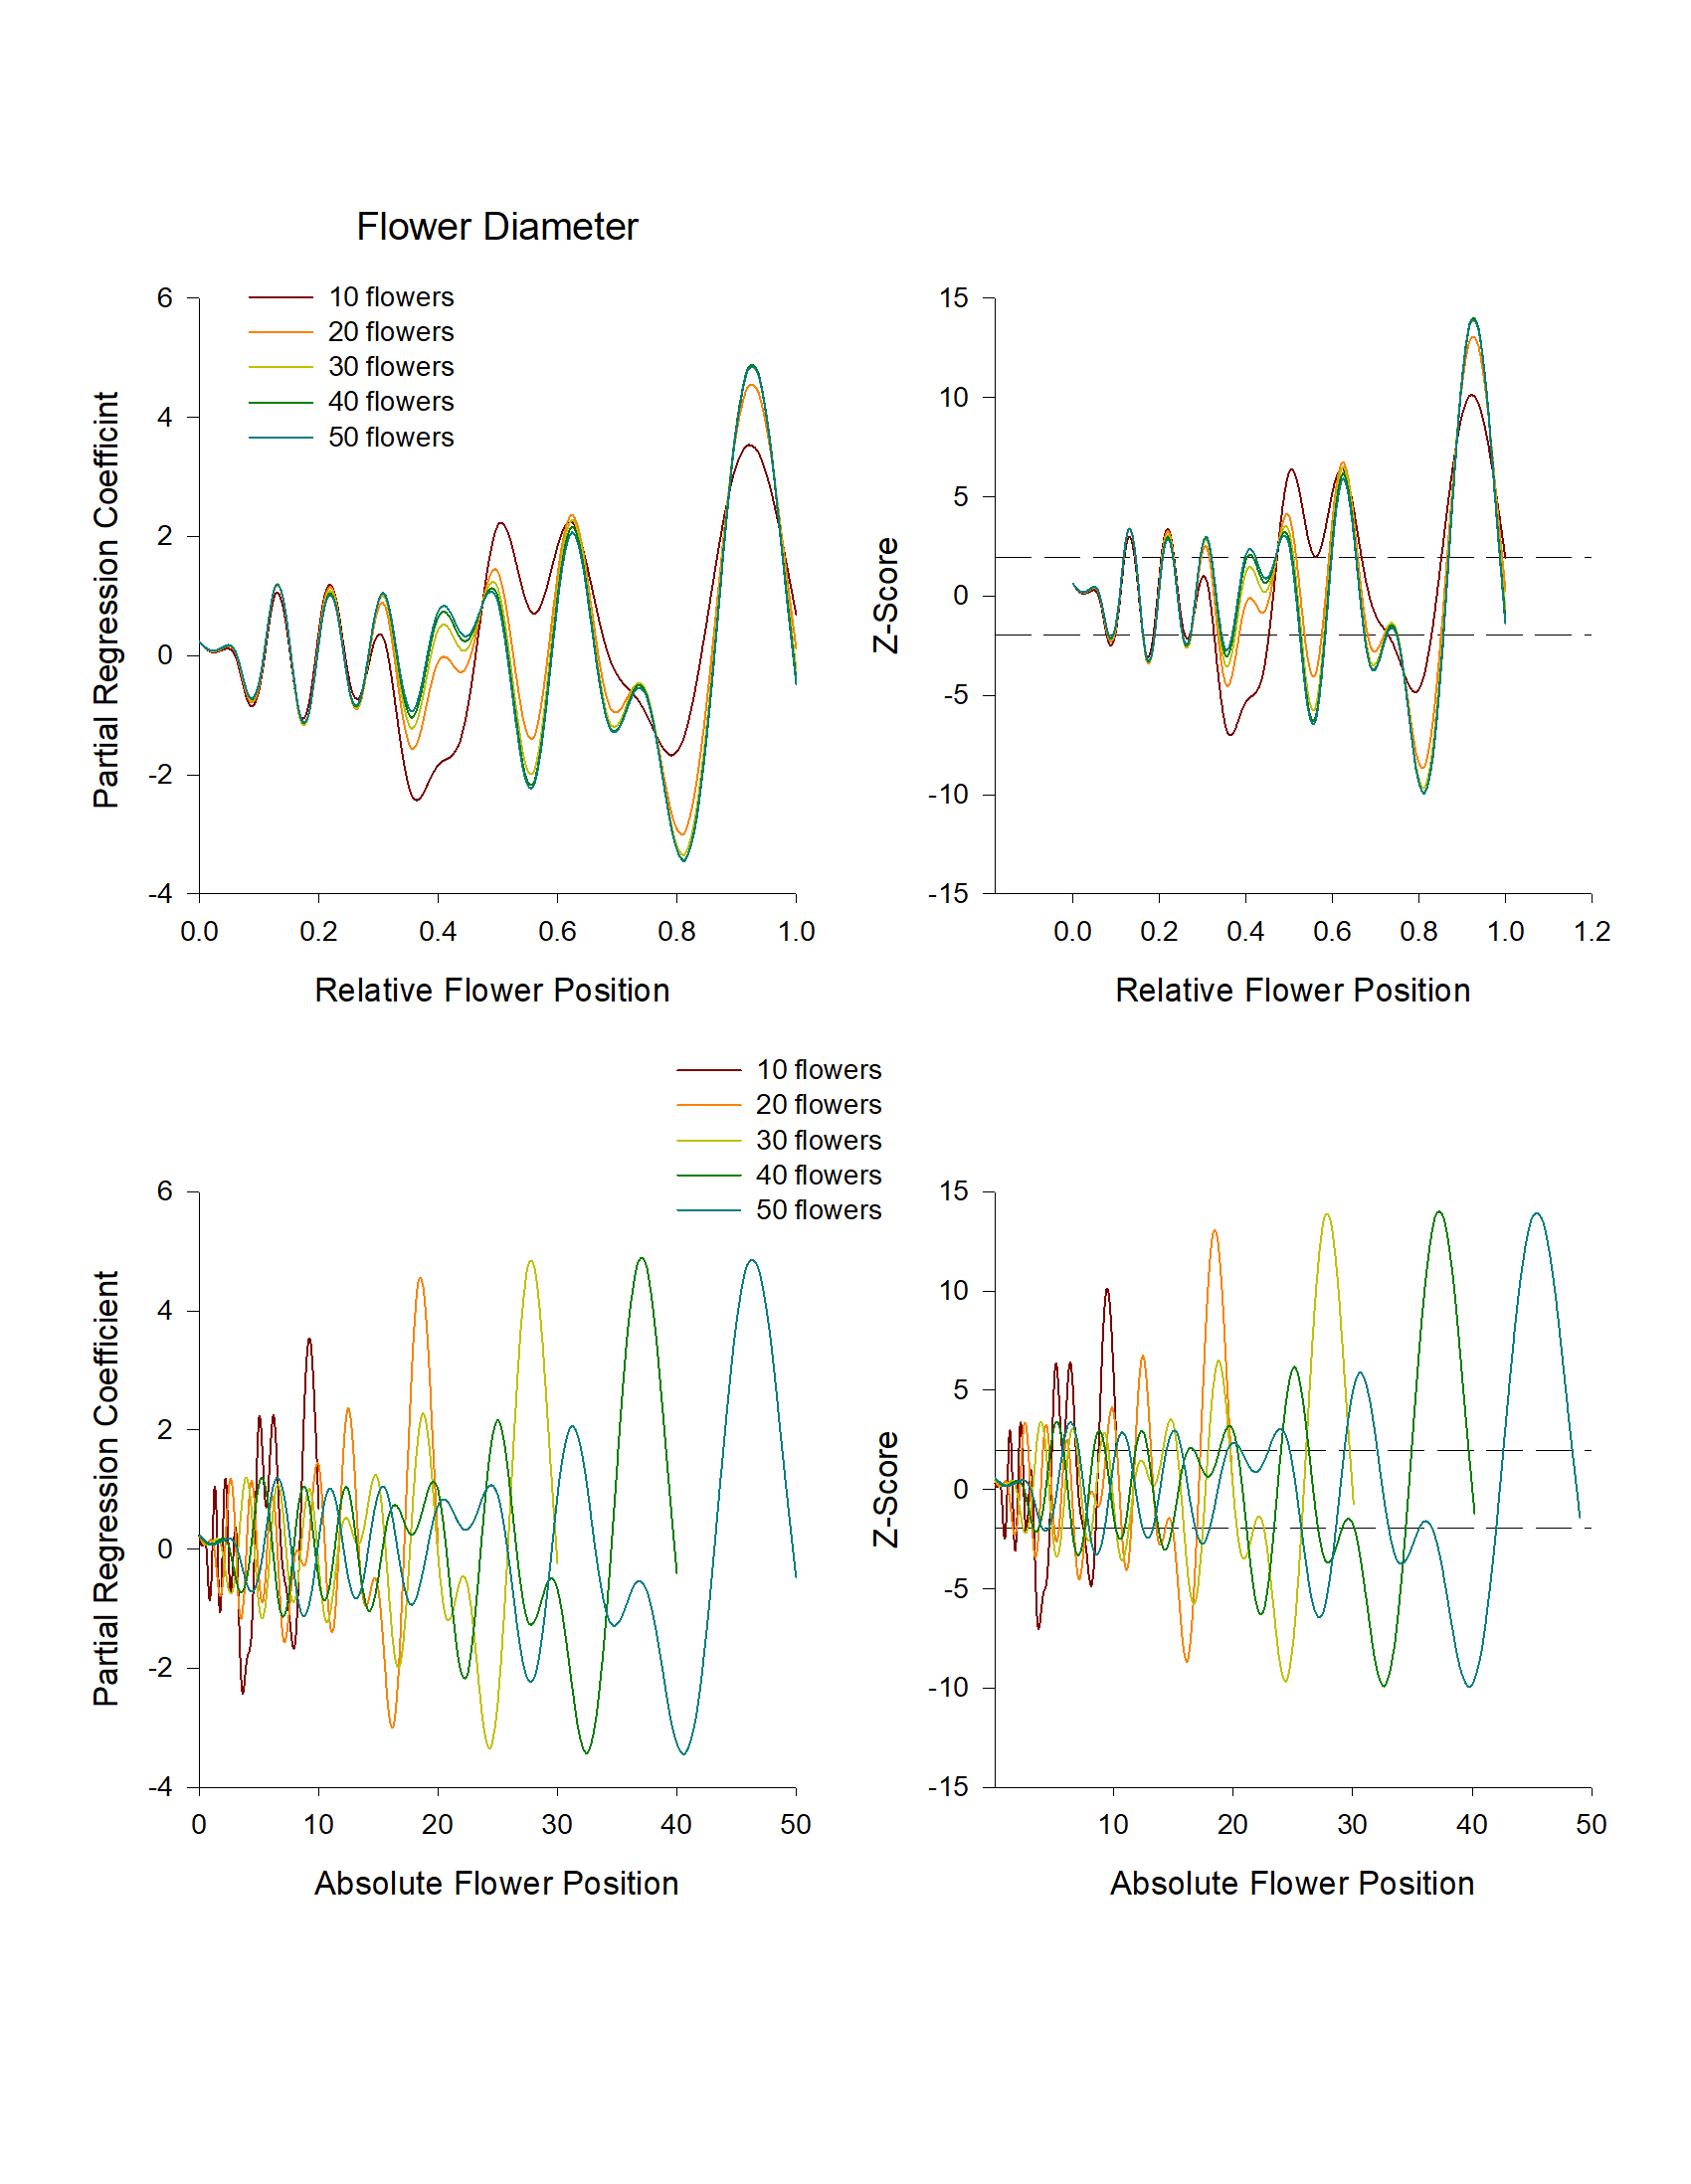 Flower Diameter
10 flowers
20 flowers
30 flowers
40 flowers
50 flowers
Partial Regression Coefficint
6
4
2
0
-2
-4
0.0 0.2 0.4 0.6 0.8 1.0
Relative Flower Position
Z-Score
15
10
5
0
-5
-10
-15
0.0 0.2 0.4 0.6 0.8 1.0 1.2
Relative Flower Position
10 flowers
20 flowers
30 flowers
40 flowers
50 flowers
Partial Regression Coefficient
6
4
2
0
-2
-4
0 10 20 30 40 50
Absolute Flower Position
Z-Score
15
10
5
0
-5
-10
-15
10 20 30 40 50
Absolute Flower Position